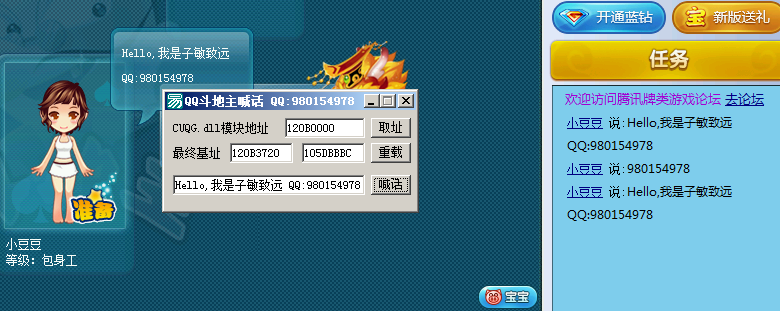 Hello,我是子敏致远
QQ:980154978
QQ斗地主喊话 QQ:980154978
CUQG.dll模块地址 120B0000 取址
最终基址 120B3720 105DBBBC 重载
Hello,我是子敏致远 QQ:980154978 喊话
准备
小豆豆
等级：包身工
宝宝
开通蓝钻 宝 新版送礼
任务
欢迎访问腾讯牌类游戏论坛 去论坛
小豆豆 说:Hello,我是子敏致远
QQ:980154978
小豆豆 说:980154978
小豆豆 说:Hello,我是子敏致远
QQ:980154978